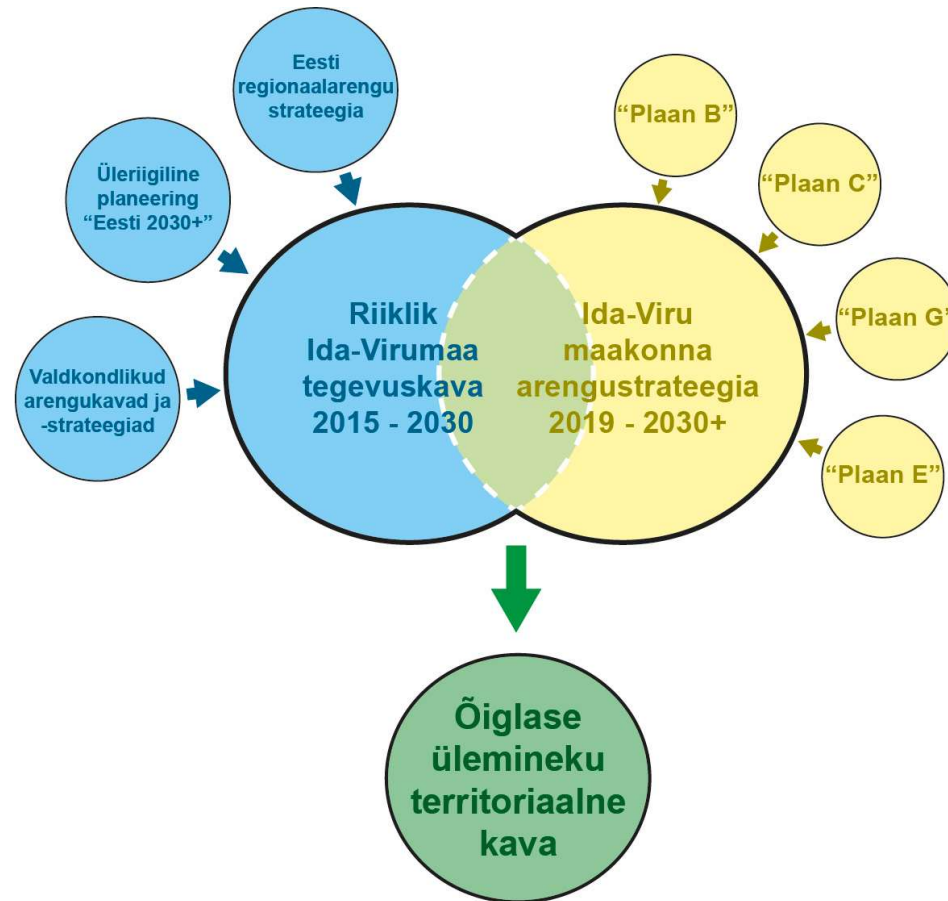 Eesti
regionaalarengu
strateegia
Üleriigiline
planeering
“Eesti 2030+”
Valdkondlikud
arengukavad ja
-strateegiad
Riiklik
Ida-Virumaa
tegevuskava
2015 - 2030
Ida-Viru
maakonna
arengustrateegia
2019 - 2030+
“Plaan B”
“Plaan C”
“Plaan G”
“Plaan E”
Õiglase
ülemineku
territoriaalne
kava